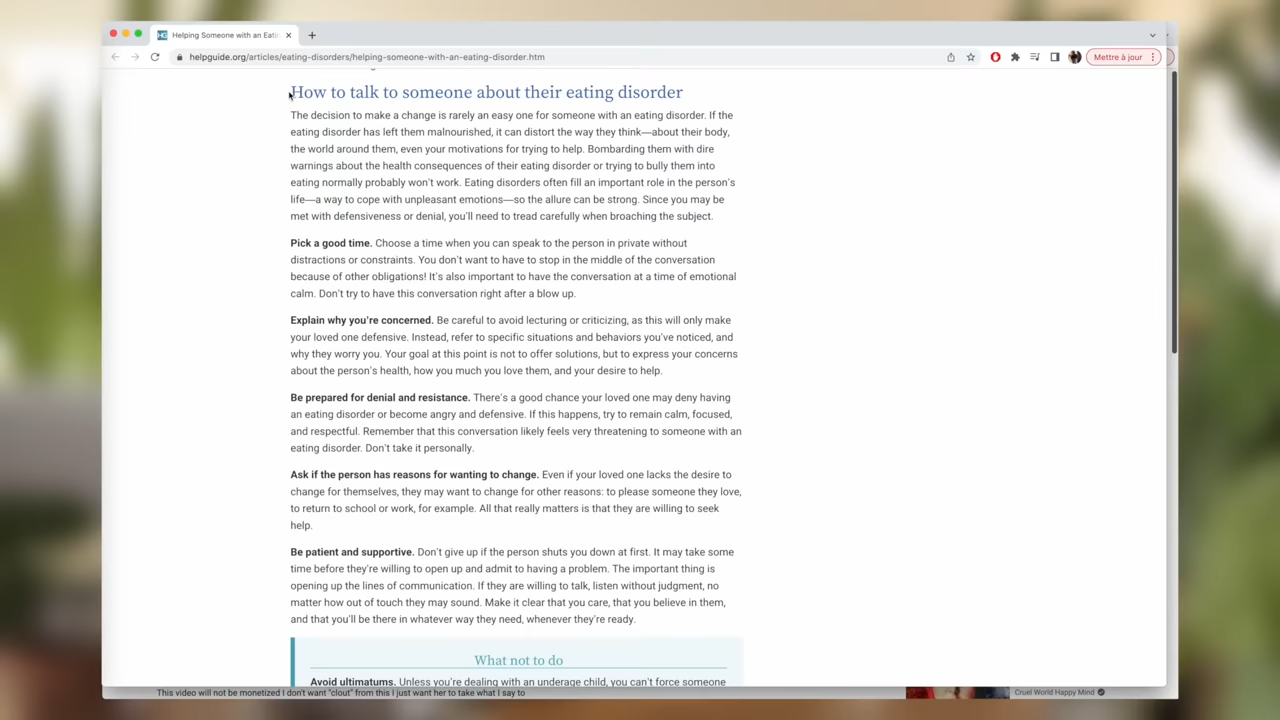 Helping Someone with an Eati
helpguide.org/articles/eating-disorders/helping-someone-with-an-eating-disorder.htm
Mettre à jour
How to talk to someone about their eating disorder
The decision to make a change is rarely an easy one for someone with an eating disorder. If the
eating disorder has left them malnourished, it can distort the way they think—about their body,
the world around them, even your motivations for trying to help. Bombarding them with dire
warnings about the health consequences of their eating disorder or trying to bully them into
eating normally probably won't work. Eating disorders often fill an important role in the person's
life—a way to cope with unpleasant emotions—so the allure can be strong. Since you may be
met with defensiveness or denial, you'll need to tread carefully when broaching the subject.
Pick a good time. Choose a time when you can speak to the person in private without
distractions or constraints. You don't want to have to stop in the middle of the conversation
because of other obligations! It's also important to have the conversation at a time of emotional
calm. Don't try to have this conversation right after a blow up.
Explain why you're concerned. Be careful to avoid lecturing or criticizing, as this will only make
your loved one defensive. Instead, refer to specific situations and behaviors you've noticed, and
why they worry you. Your goal at this point is not to offer solutions, but to express your concerns
about the person's health, how you much you love them, and your desire to help.
Be prepared for denial and resistance. There's a good chance your loved one may deny having
an eating disorder or become angry and defensive. If this happens, try to remain calm, focused,
and respectful. Remember that this conversation likely feels very threatening to someone with an
eating disorder. Don't take it personally.
Ask if the person has reasons for wanting to change. Even if your loved one lacks the desire to
change for themselves, they may want to change for other reasons: to please someone they love,
to return to school or work, for example. All that really matters is that they are willing to seek
help.
Be patient and supportive. Don't give up if the person shuts you down at first. It may take some
time before they're willing to open up and admit to having a problem. The important thing is
opening up the lines of communication. If they are willing to talk, listen without judgment, no
matter how out of touch they may sound. Make it clear that you care, that you believe in them,
and that you'll be there in whatever way they need, whenever they're ready.
What not to do
Avoid ultimatums. Unless you're dealing with an underage child, you can't force someone
This video will not be monetized I don't want "clout" from this I just want her to take what I say to
Cruel World Happy Mind